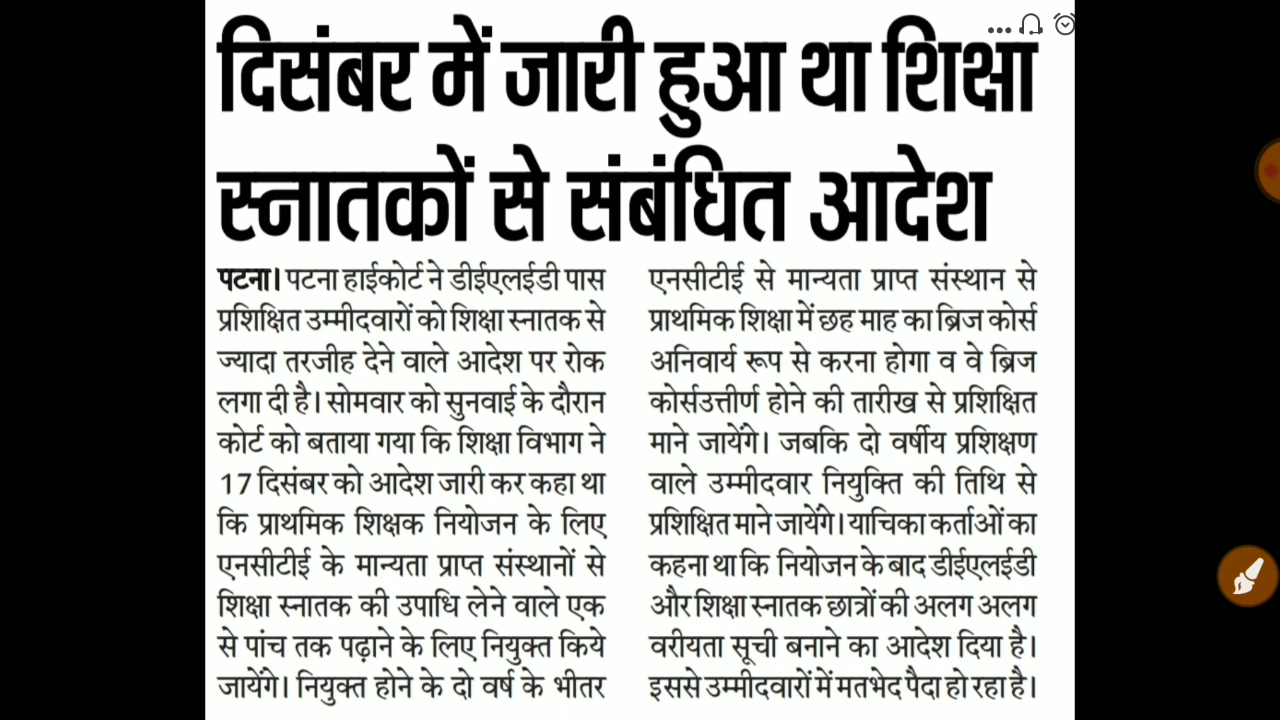 दिसंबर में जारी हुआ था शिक्षा
स्नातकों से संबंधित आदेश
पटना। पटना हाईकोर्ट ने डीईएलईडी पास
प्रशिक्षित उम्मीदवारों को शिक्षा स्नातक से
ज्यादा तरजीह देने वाले आदेश पर रोक
लगा दी है। सोमवार को सुनवाई के दौरान
कोर्ट को बताया गया कि शिक्षा विभाग ने
17 दिसंबर को आदेश जारी कर कहा था
कि प्राथमिक शिक्षक नियोजन के लिए
एनसीटीई के मान्यता प्राप्त संस्थानों से
शिक्षा स्नातक की उपाधि लेने वाले एक
से पांच तक पढ़ाने के लिए नियुक्त किये
जायेंगे। नियुक्त होने के दो वर्ष के भीतर
एनसीटीई से मान्यता प्राप्त संस्थान से
प्राथमिक शिक्षा में छह माह का ब्रिज कोर्स
अनिवार्य रूप से करना होगा व वे ब्रिज
कोर्सउत्तीर्ण होने की तारीख से प्रशिक्षित
माने जायेंगे। जबकि दो वर्षीय प्रशिक्षण
वाले उम्मीदवार नियुक्ति की तिथि से
प्रशिक्षित माने जायेंगे। याचिका कर्ताओं का
कहना था कि नियोजन के बाद डीईएलईडी
और शिक्षा स्नातक छात्रों की अलग अलग
वरीयता सूची बनाने का आदेश दिया है।
इससे उम्मीदवारों में मतभेद पैदा हो रहा है।